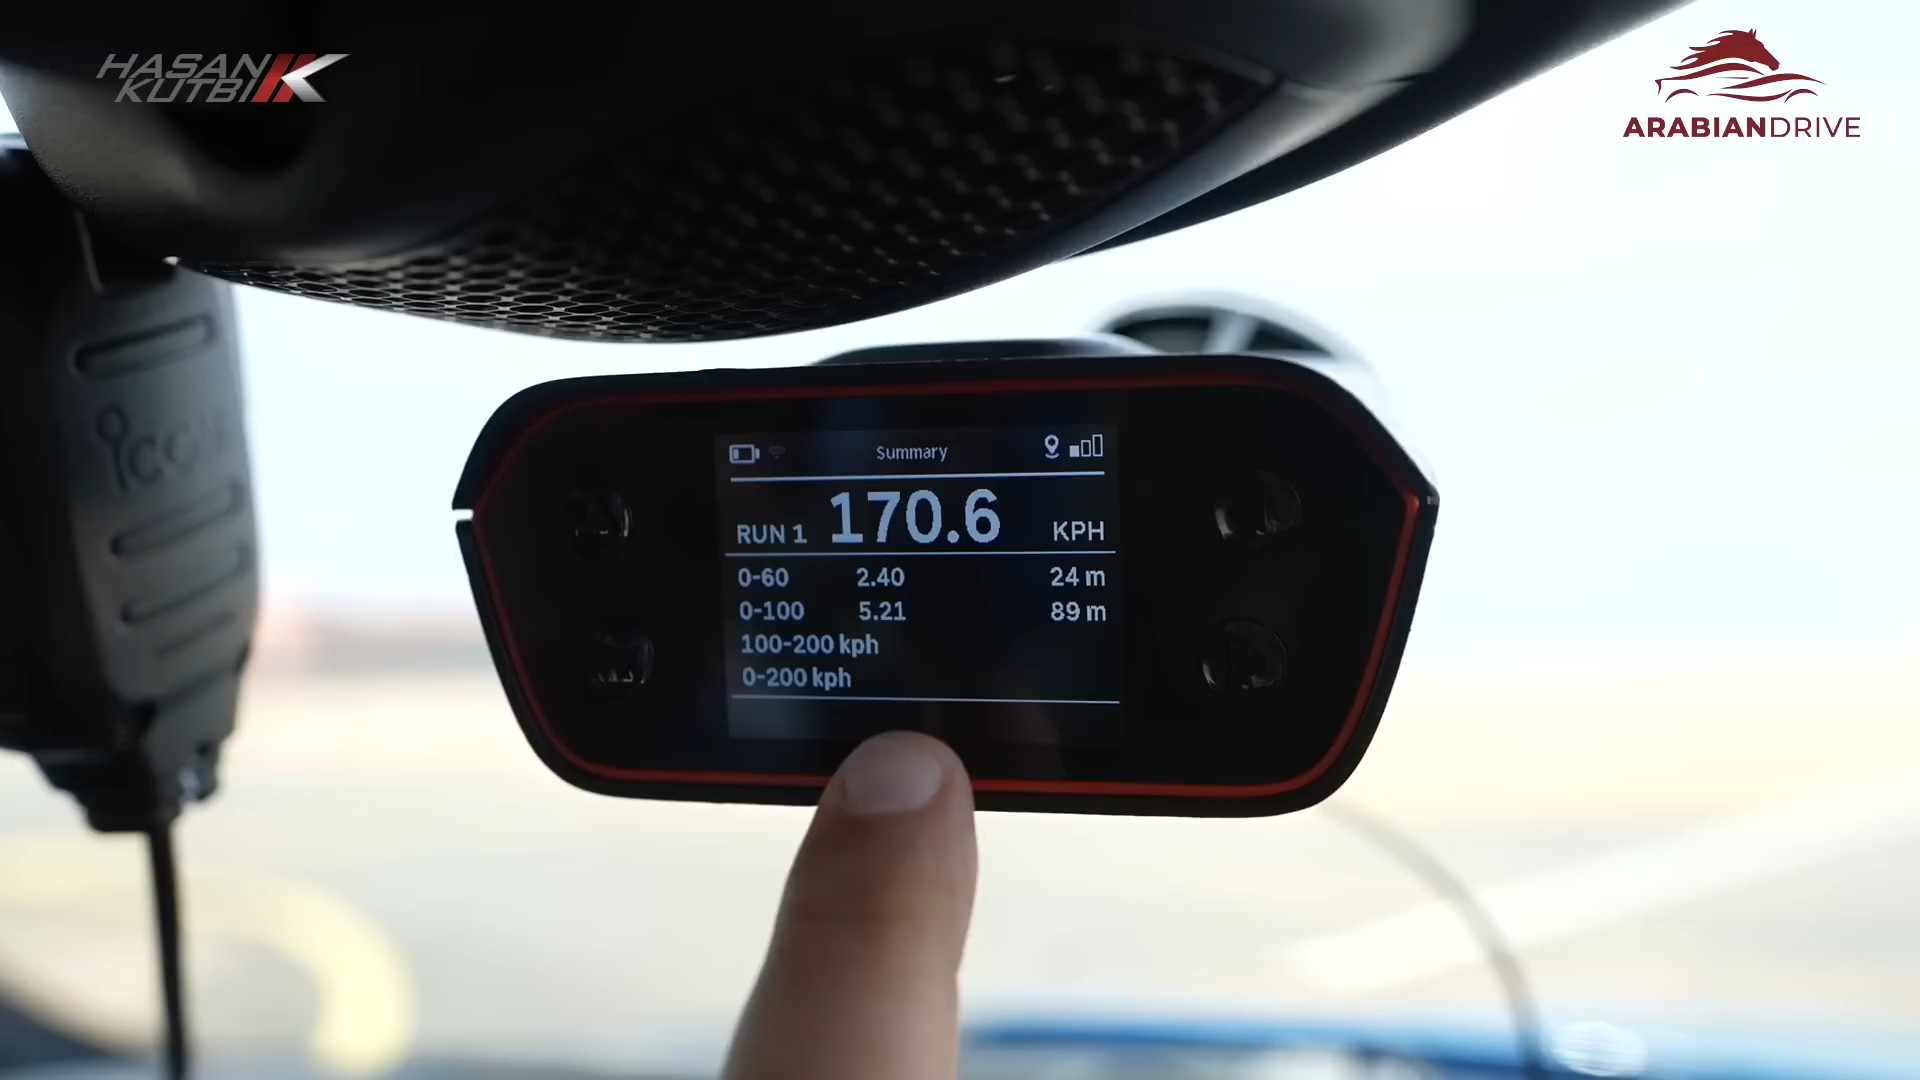 HASAN
KUTBI
ARABIANDRIVE
Summary
RUN 1 170.6 KPH
0-60 2.40 24 m
0-100 5.21 89 m
100-200 kph
0-200 kph